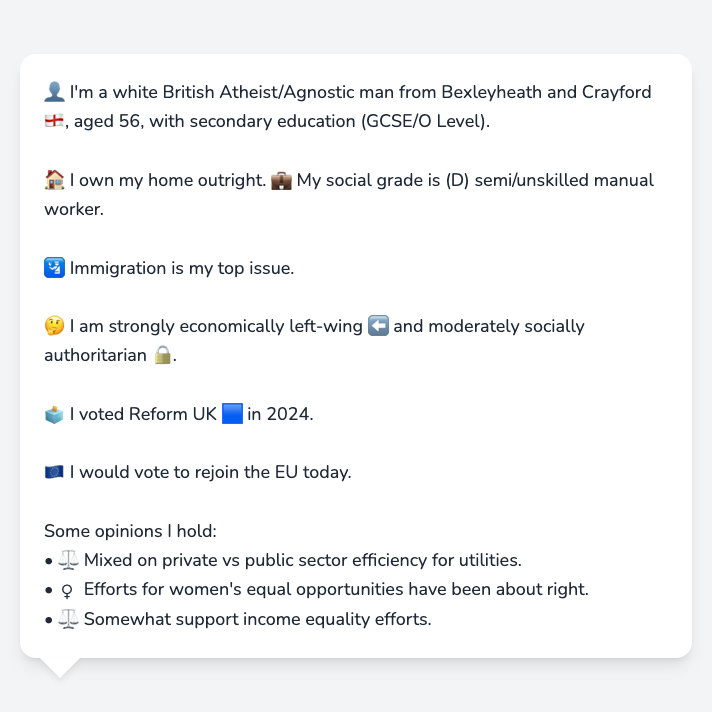 👤 I'm a white British Atheist/Agnostic man from Bexleyheath and Crayford
🏴󠁧󠁢󠁥󠁮󠁧󠁿, aged 56, with secondary education (GCSE/O Level).
🏠 I own my home outright. 💼 My social grade is (D) semi/unskilled manual
worker.
🛂 Immigration is my top issue.
🤔 I am strongly economically left-wing ⬅️ and moderately socially
authoritarian 🔒.
🗳️ I voted Reform UK 🟦 in 2024.
🇪🇺 I would vote to rejoin the EU today.
Some opinions I hold:
• ⚖️ Mixed on private vs public sector efficiency for utilities.
• ♀ Efforts for women's equal opportunities have been about right.
• ⚖️ Somewhat support income equality efforts.